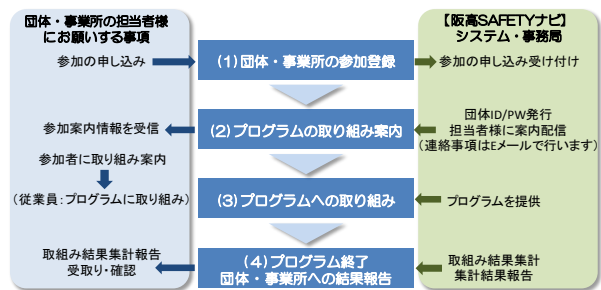 団体・事業所の担当者様
にお願いする事項
参加の申し込み
参加案内情報を受信
参加者に取り組み案内
(従業員:プログラムに取り組み)
取組み結果集計報告
受取り・確認
(1)団体・事業所の参加登録
(2)プログラムの取り組み案内
(3)プログラムへの取り組み
(4)プログラム終了
団体・事業所への結果報告
【阪高SAFETYナビ】
システム・事務局
参加の申し込み受け付け
団体ID/PW発行
担当者様に案内配信
(連絡事項はEメールで行います)
プログラムを提供
取組み結果集計
集計結果報告